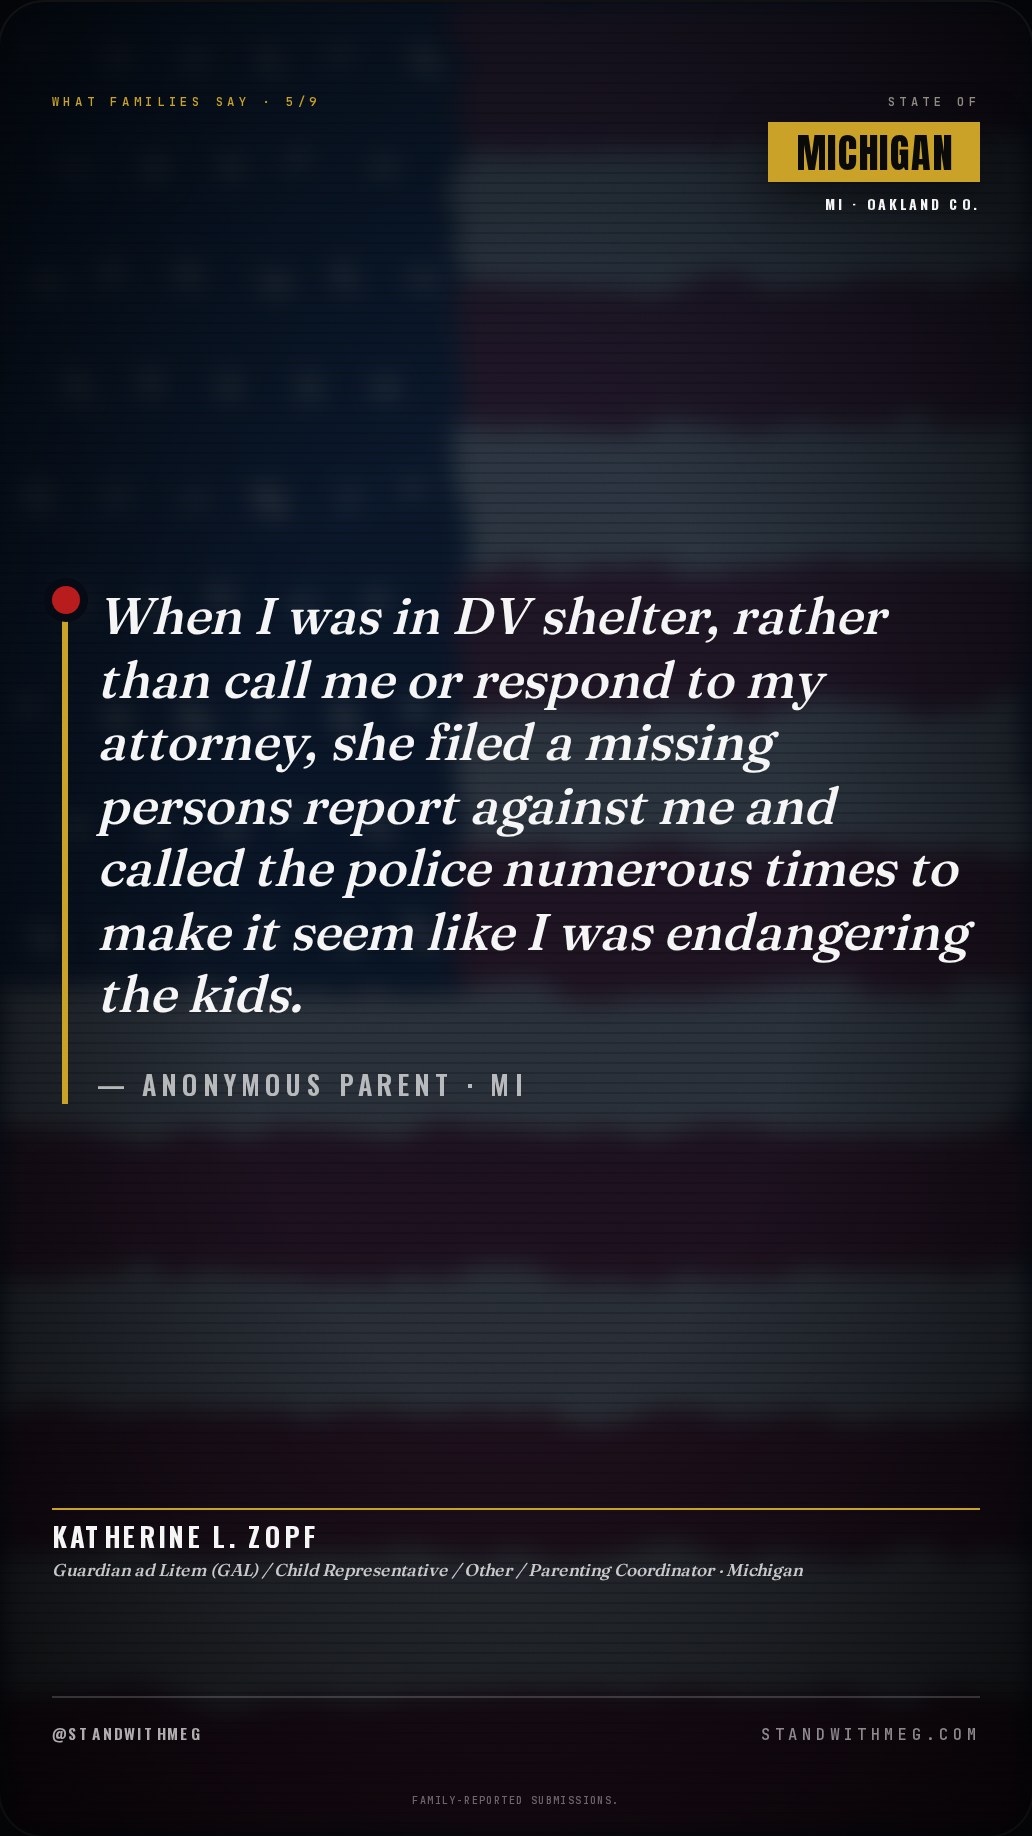 WHAT FAMILIES SAY · 5/9
STATE OF
MICHIGAN
MI · OAKLAND CO.
When I was in DV shelter, rather
than call me or respond to my
attorney, she filed a missing
persons report against me and
called the police numerous times to
make it seem like I was endangering
the kids.
— ANONYMOUS PARENT · MI
KATHERINE L. ZOPF
Guardian ad Litem (GAL) / Child Representative / Other / Parenting Coordinator · Michigan
@STANDWITHMEG
STANDWITHMEG.COM
FAMILY-REPORTED SUBMISSIONS.